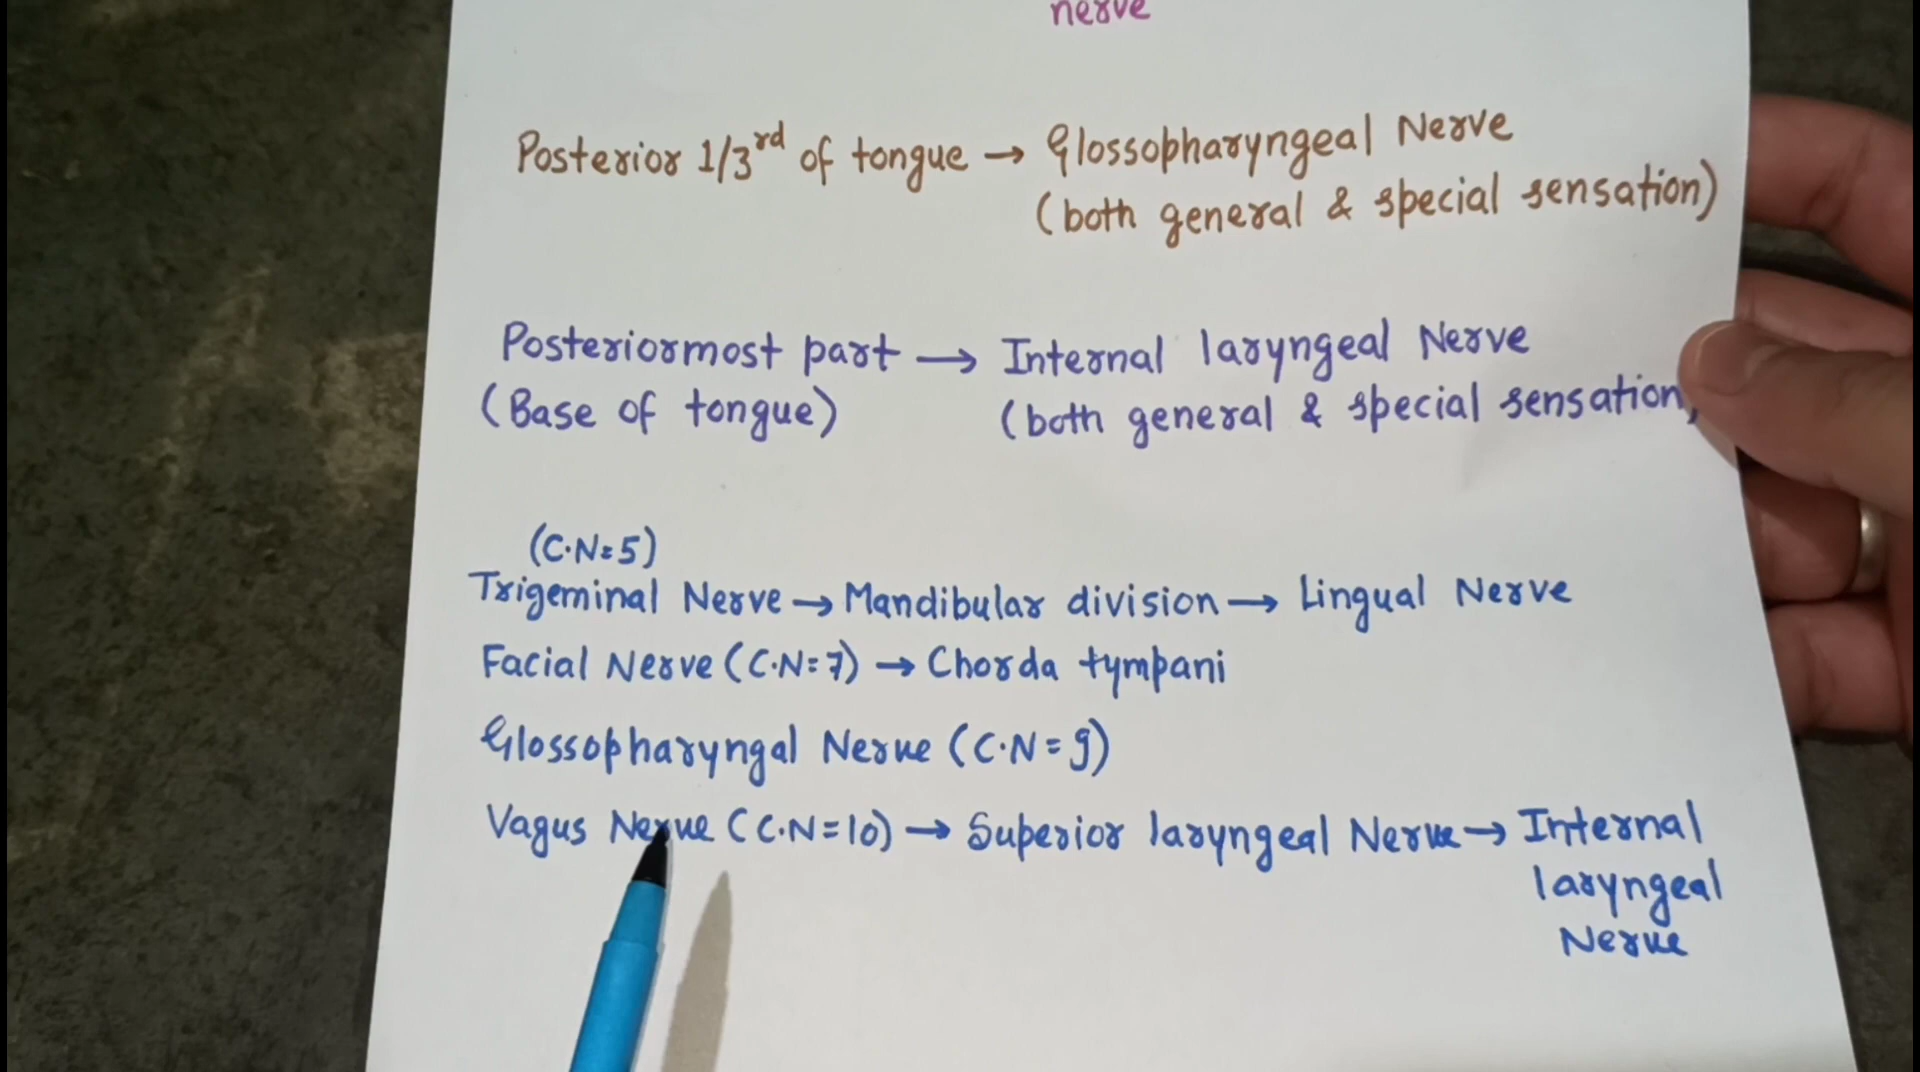 nerve
Posterior 1/3rd of tongue → Glossopharyngeal Nerve
(both general & special sensation)
Posteriormost part → Internal laryngeal Nerve
(Base of tongue) (both general & special sensation)
(C.N=5)
Trigeminal Nerve → Mandibular division → Lingual Nerve
Facial Nerve (C.N=7) → Chorda tympani
Glossopharyngal Nerve (C.N=9)
Vagus Nerve (C.N=10) → Superior laryngeal Nerve → Internal
laryngeal
Nerve